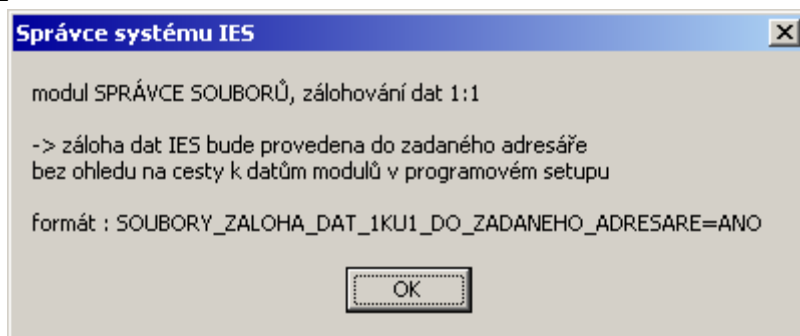 Správce systému IES
modul SPRÁVCE SOUBORŮ, zálohování dat 1:1
-> záloha dat IES bude provedena do zadaného adresáře
bez ohledu na cesty k datům modulů v programovém setupu
formát : SOUBORY_ZALOHA_DAT_1KU1_DO_ZADANEHO_ADRESARE=ANO
OK